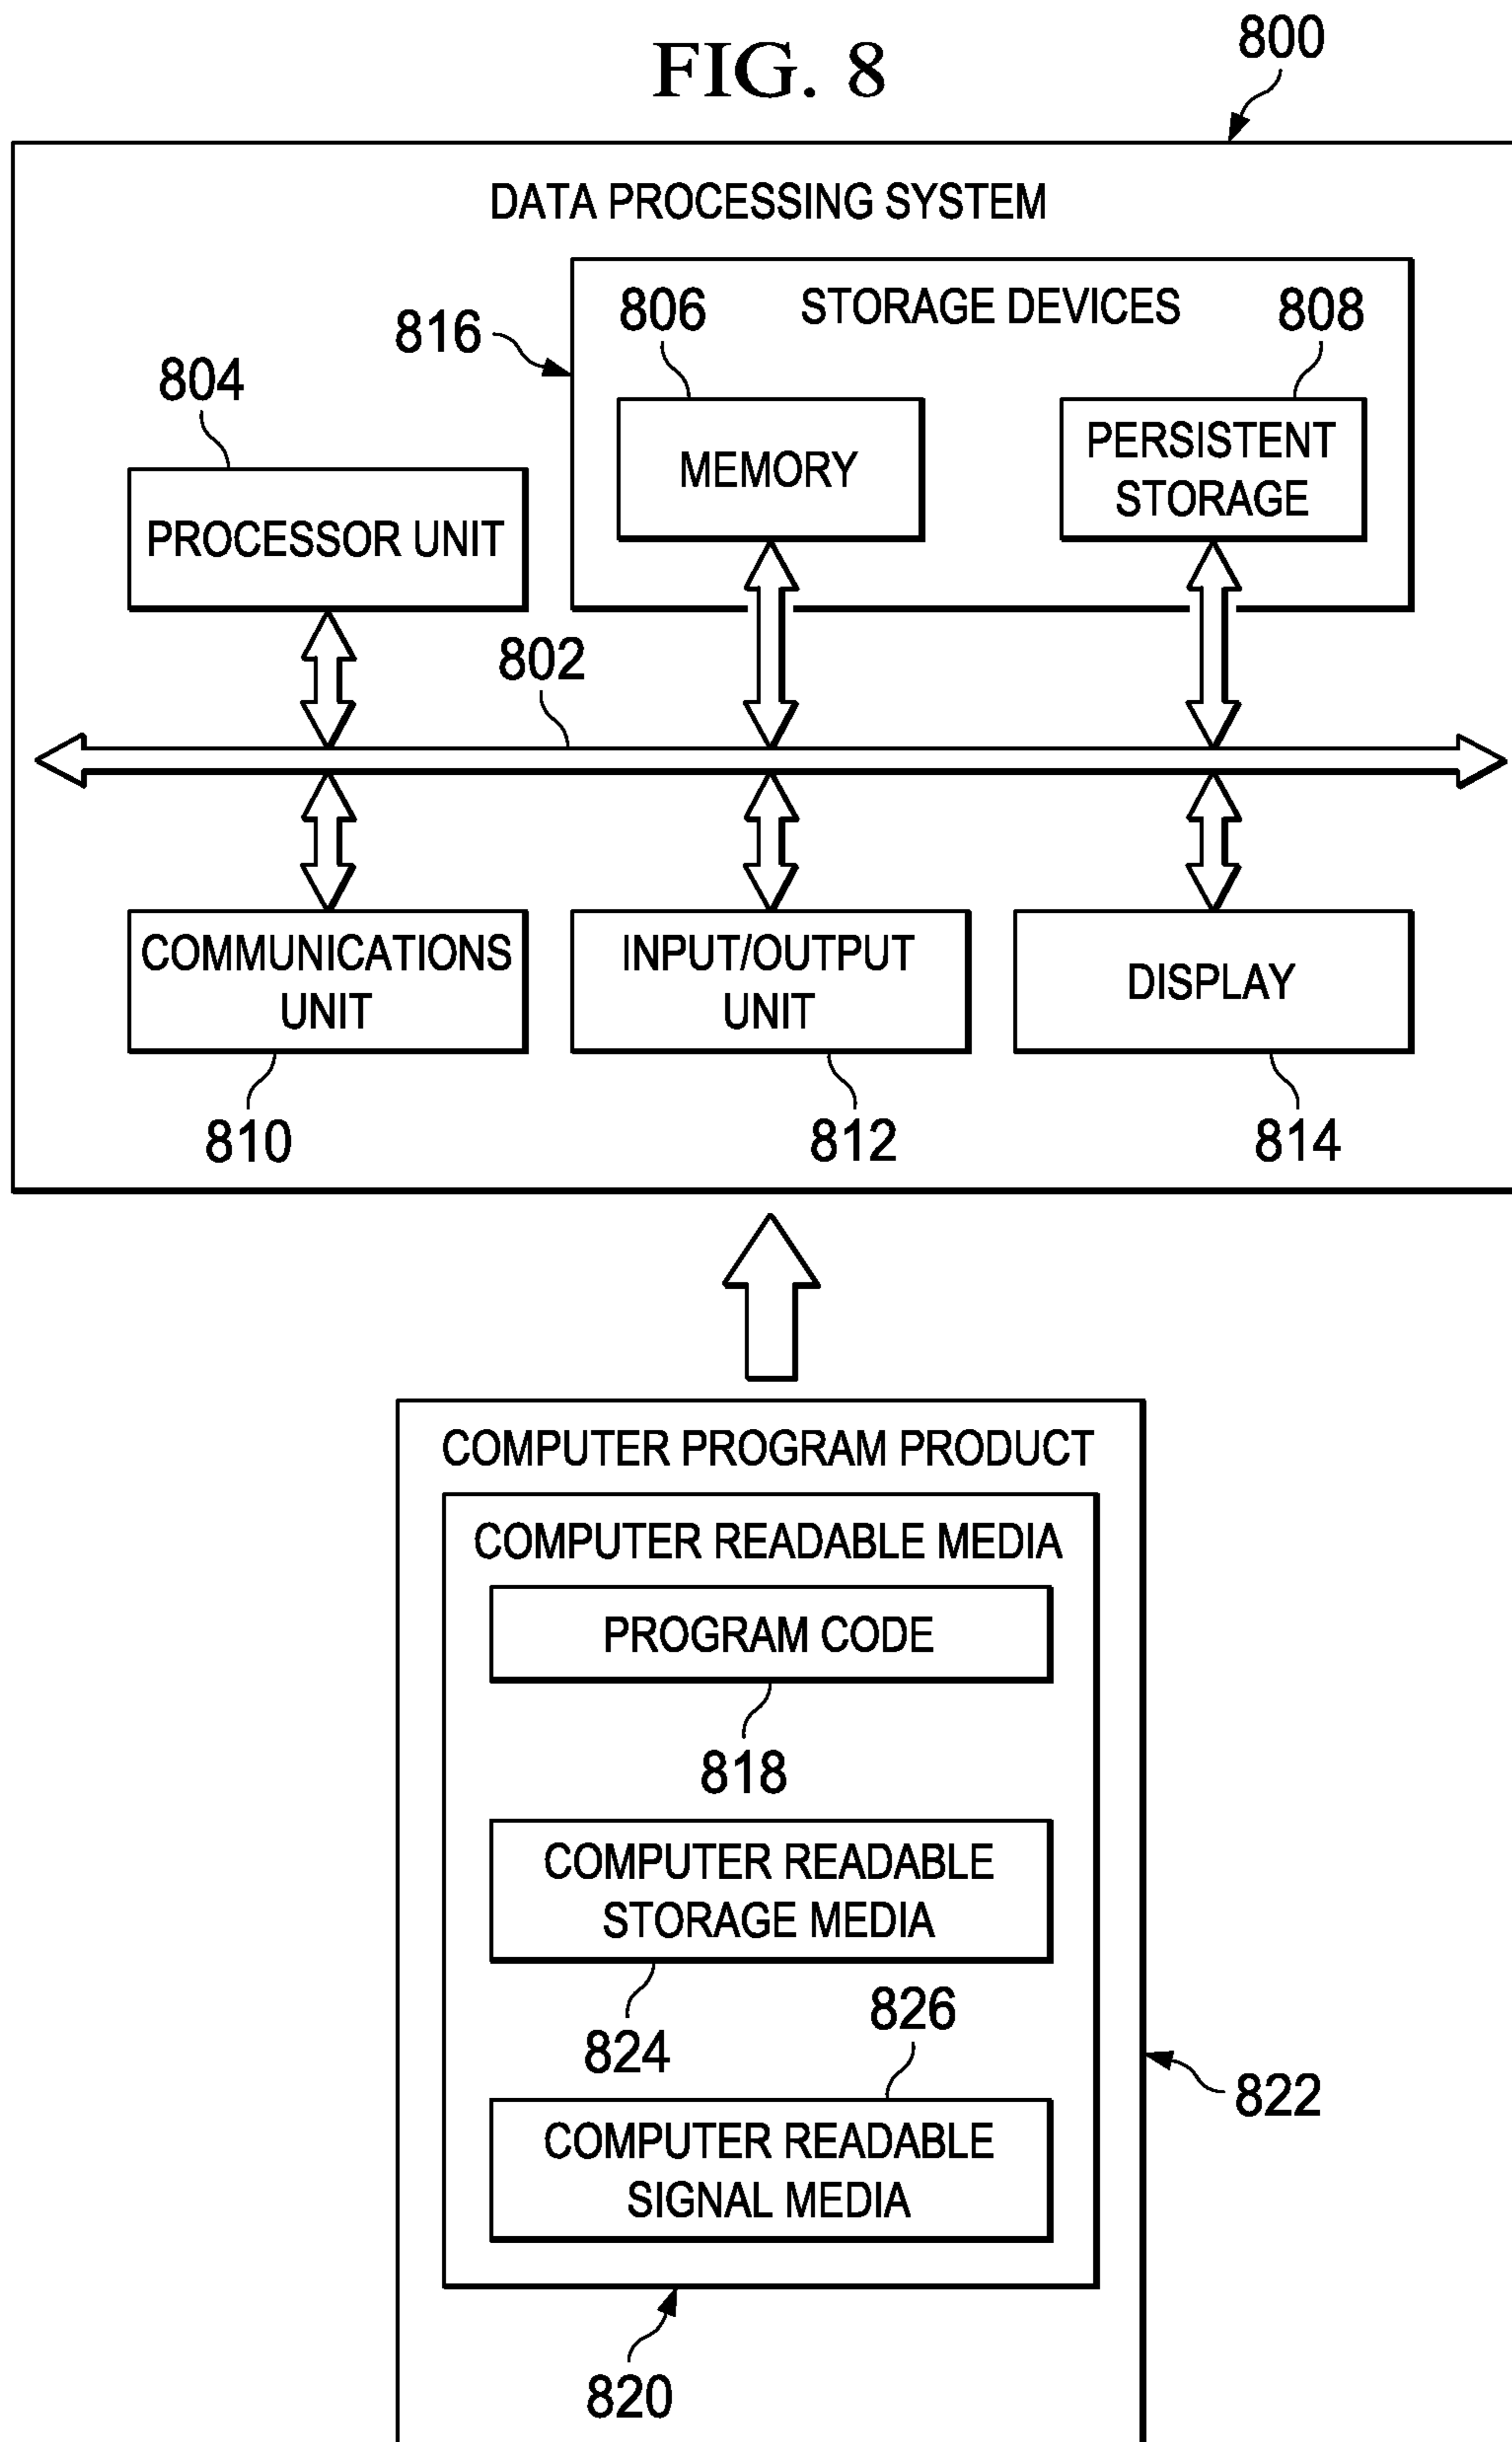 FIG. 8
800
DATA PROCESSING SYSTEM
816
806
STORAGE DEVICES
808
804
MEMORY
PERSISTENT
STORAGE
PROCESSOR UNIT
802
COMMUNICATIONS
UNIT
INPUT/OUTPUT
UNIT
DISPLAY
810
812
814
COMPUTER PROGRAM PRODUCT
COMPUTER READABLE MEDIA
PROGRAM CODE
818
COMPUTER READABLE
STORAGE MEDIA
824
826
COMPUTER READABLE
SIGNAL MEDIA
822
820